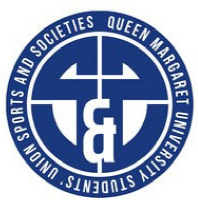 QUEEN MARGARET UNIVERSITY STUDENTS' UNION SPORTS AND SOCIETIES
&